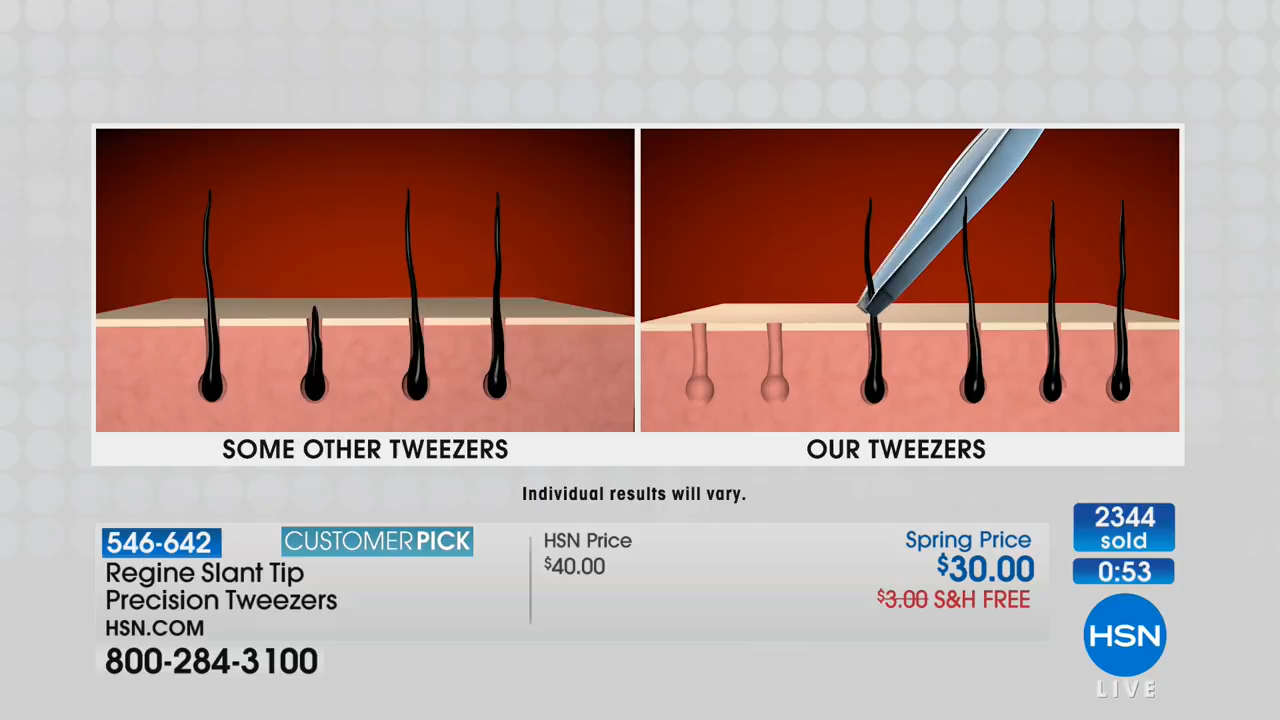 SOME OTHER TWEEZERS
OUR TWEEZERS
Individual results will vary.
546-642
CUSTOMERPICK
Regine Slant Tip
Precision Tweezers
HSN.COM
800-284-3100
HSN Price
$40.00
Spring Price
$30.00
$3.00 S&H FREE
2344
sold
0:53
HSN
LIVE